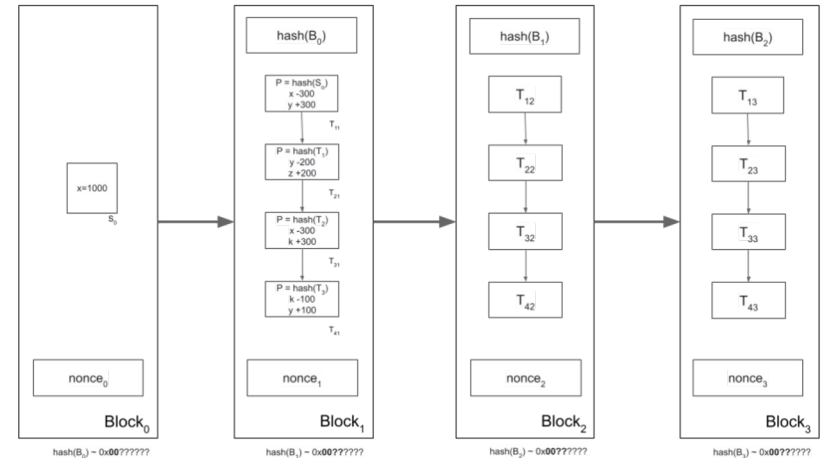 x=1000
S₀
nonce₀
Block₀
hash(B₀) ~ 0x00??????
hash(B₀)
P = hash(S₀)
x -300
y +300
T₁₁
P = hash(T₁)
y -200
z +200
T₂₁
P = hash(T₂)
x -300
k +300
T₃₁
P = hash(T₃)
k -100
y +100
T₄₁
nonce₁
Block₁
hash(B₁) ~ 0x00??????
hash(B₁)
T₁₂
T₂₂
T₃₂
T₄₂
nonce₂
Block₂
hash(B₂) ~ 0x00??????
hash(B₂)
T₁₃
T₂₃
T₃₃
T₄₃
nonce₃
Block₃
hash(B₃) ~ 0x00??????